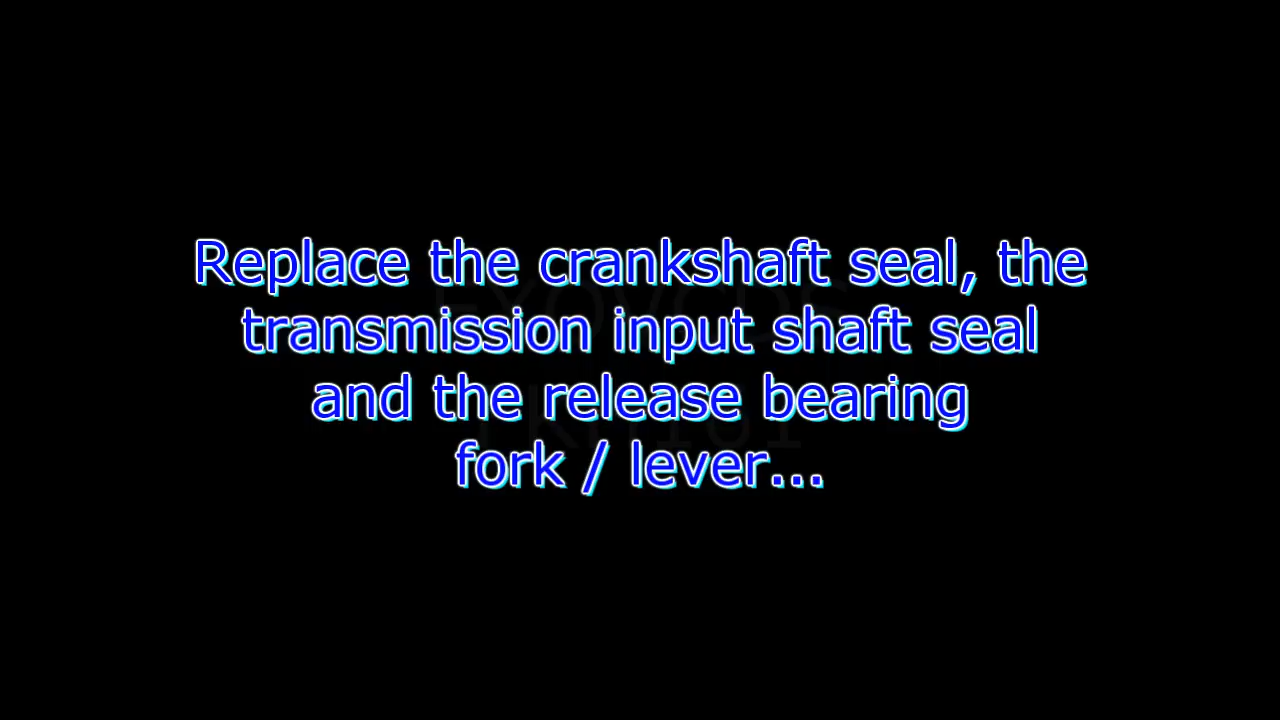 Replace the crankshaft seal, the
transmission input shaft seal
and the release bearing
fork / lever...